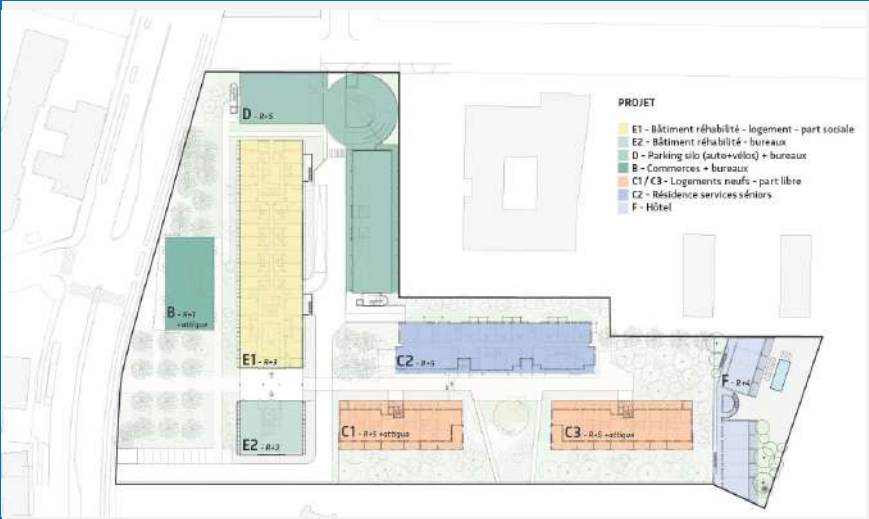 PROJET
E1 - Bâtiment réhabilité - logement - part sociale
E2 - Bâtiment réhabilité - bureaux
D - Parking silo (auto+vélos) + bureaux
B - Commerces + bureaux
C1 / C3 - Logements neufs - part libre
C2 - Résidence services séniors
F - Hôtel
D - R+5
B - R+3
+attique
E1 - R+3
C2 - R+5
F - R+4
E2 - R+3
C1 - R+5 +attique
C3 - R+5 +attique